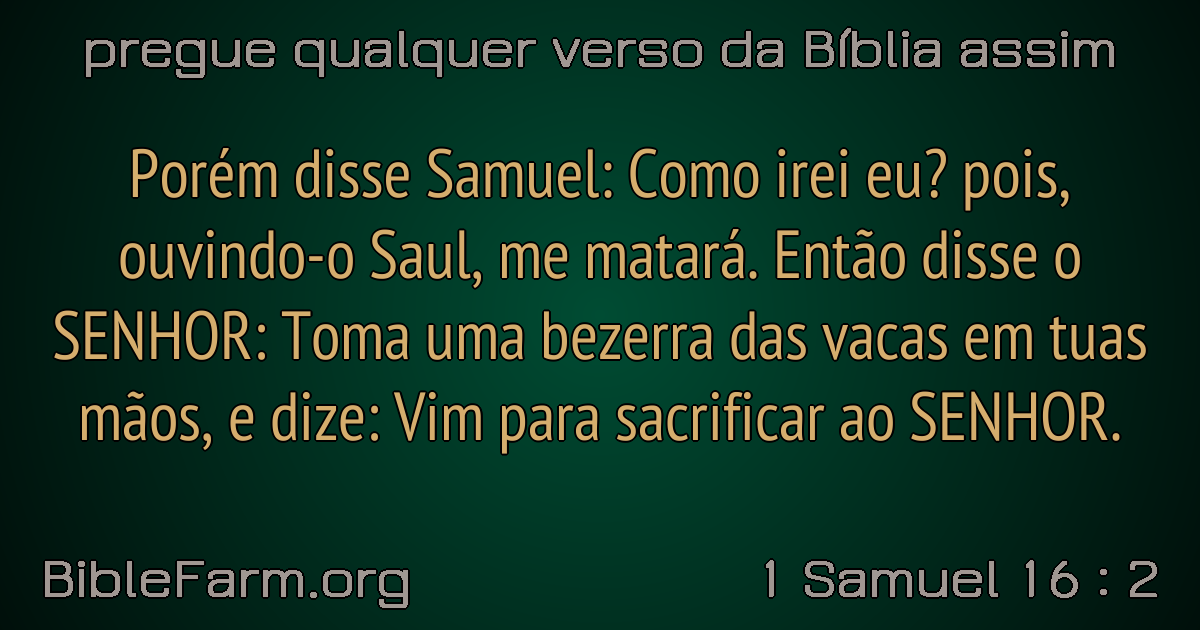 pregue qualquer verso da Bíblia assim
Porém disse Samuel: Como irei eu? pois,
ouvindo-o Saul, me matará. Então disse o
SENHOR: Toma uma bezerra das vacas em tuas
mãos, e dize: Vim para sacrificar ao SENHOR.
BibleFarm.org
1 Samuel 16 : 2